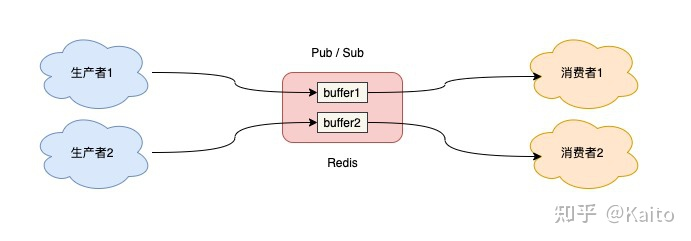 Pub / Sub
生产者1
buffer1
消费者1
生产者2
buffer2
消费者2
Redis
知乎 @Kaito